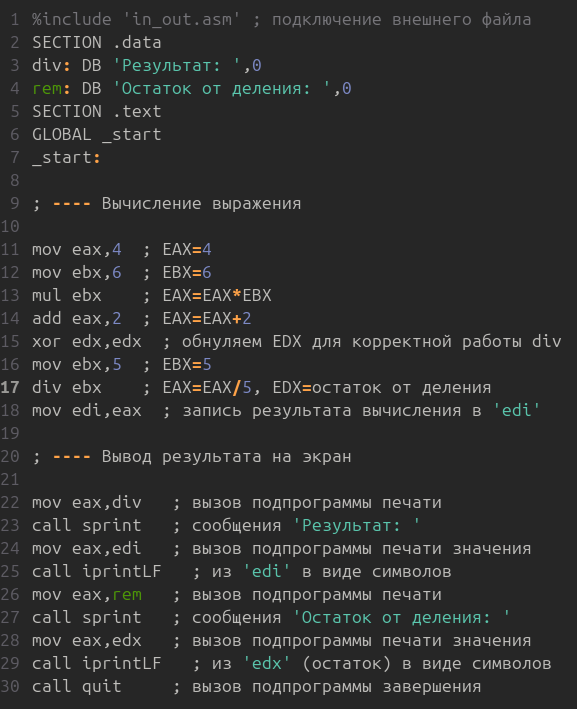 1 %include 'in_out.asm' ; подключение внешнего файла
2 SECTION .data
3 div: DB 'Результат: ',0
4 rem: DB 'Остаток от деления: ',0
5 SECTION .text
6 GLOBAL _start
7 _start:
8
9 ; ---- Вычисление выражения
10
11 mov eax,4  ; EAX=4
12 mov ebx,6  ; EBX=6
13 mul ebx    ; EAX=EAX*EBX
14 add eax,2  ; EAX=EAX+2
15 xor edx,edx  ; обнуляем EDX для корректной работы div
16 mov ebx,5  ; EBX=5
17 div ebx    ; EAX=EAX/5, EDX=остаток от деления
18 mov edi,eax  ; запись результата вычисления в 'edi'
19
20 ; ---- Вывод результата на экран
21
22 mov eax,div   ; вызов подпрограммы печати
23 call sprint   ; сообщения 'Результат: '
24 mov eax,edi   ; вызов подпрограммы печати значения
25 call iprintLF   ; из 'edi' в виде символов
26 mov eax,rem   ; вызов подпрограммы печати
27 call sprint   ; сообщения 'Остаток от деления: '
28 mov eax,edx   ; вызов подпрограммы печати значения
29 call iprintLF   ; из 'edx' (остаток) в виде символов
30 call quit     ; вызов подпрограммы завершения